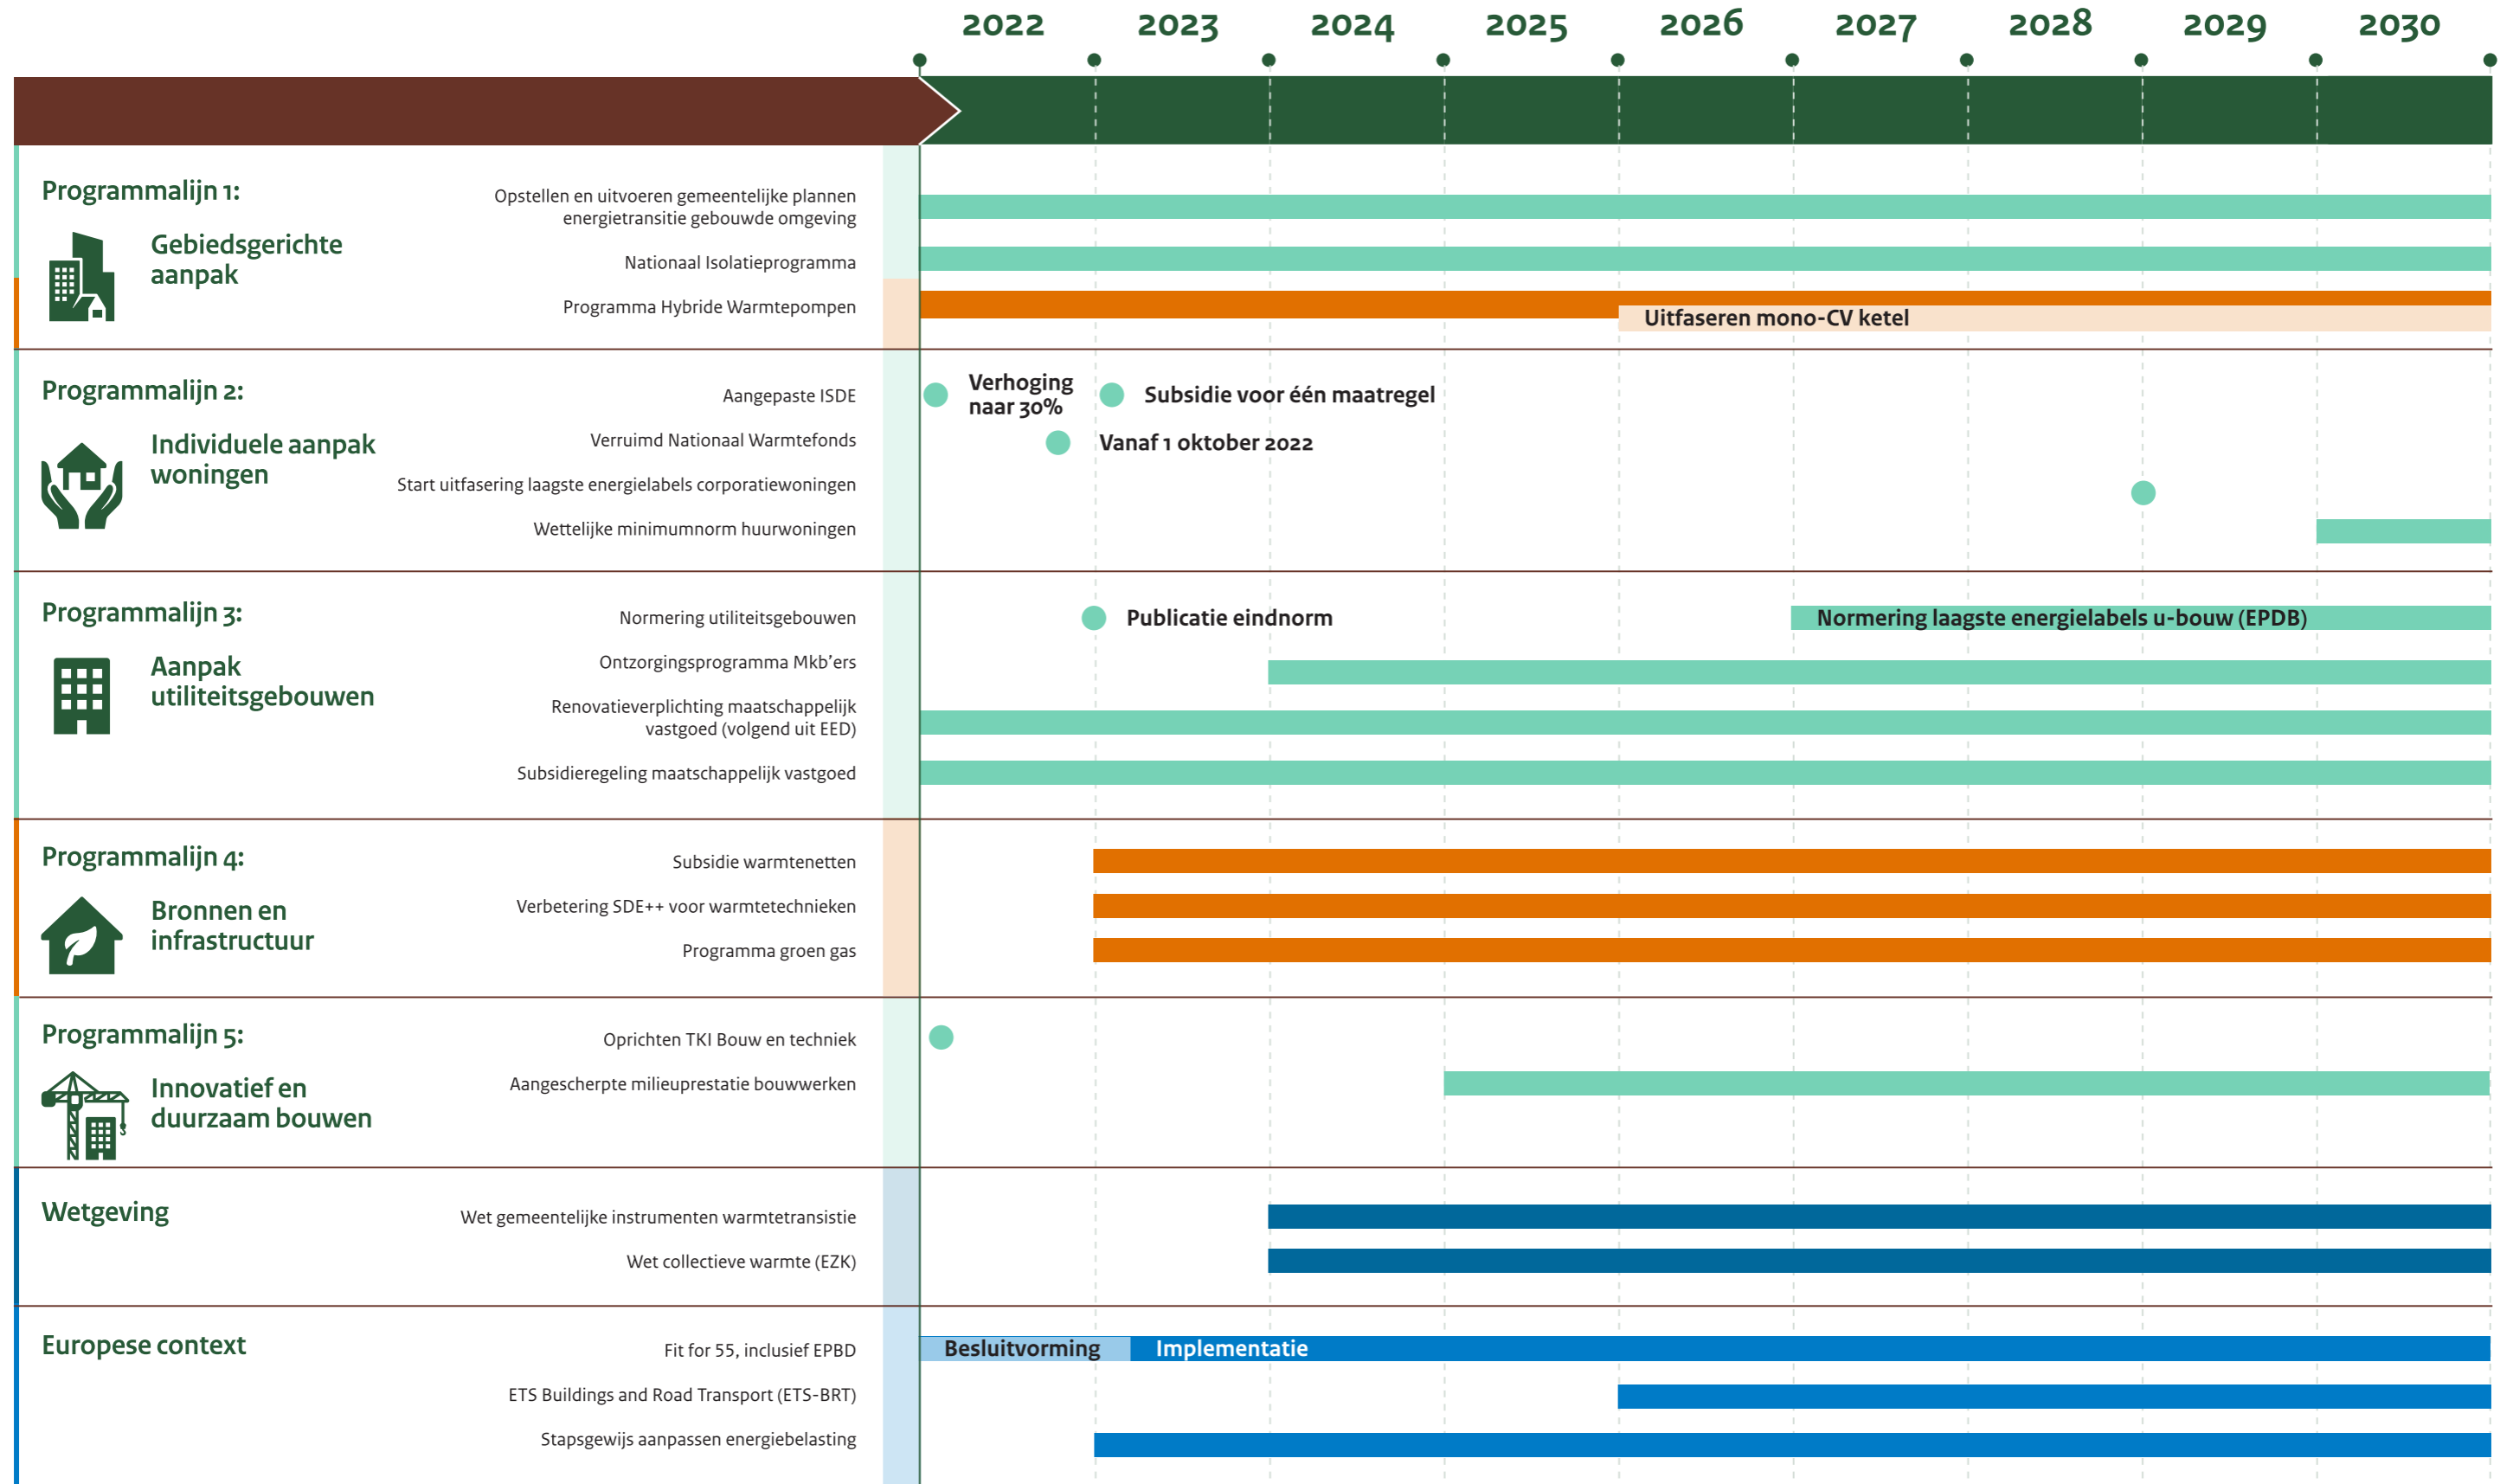 2022 2023 2024 2025 2026 2027 2028 2029 2030
Programmalijn 1:
Gebiedsgerichte
aanpak
Opstellen en uitvoeren gemeentelijke plannen
energietransitie gebouwde omgeving
Nationaal Isolatieprogramma
Programma Hybride Warmtepompen
Uitfaseren mono-CV ketel
Programmalijn 2:
Individuele aanpak
woningen
Aangepaste ISDE
Verhoging
naar 30%
Subsidie voor één maatregel
Verruimd Nationaal Warmtefonds
Vanaf 1 oktober 2022
Start uitfasering laagste energielabels corporatiewoningen
Wettelijke minimumnorm huurwoningen
Programmalijn 3:
Aanpak
utiliteitsgebouwen
Normering utiliteitsgebouwen
Publicatie eindnorm
Normering laagste energielabels u-bouw (EPDB)
Ontzorgingsprogramma Mkb’ers
Renovatieverplichting maatschappelijk
vastgoed (volgend uit EED)
Subsidieregeling maatschappelijk vastgoed
Programmalijn 4:
Bronnen en
infrastructuur
Subsidie warmtenetten
Verbetering SDE++ voor warmtetechnieken
Programma groen gas
Programmalijn 5:
Innovatief en
duurzaam bouwen
Oprichten TKI Bouw en techniek
Aangescherpte milieuprestatie bouwwerken
Wetgeving
Wet gemeentelijke instrumenten warmtetransistie
Wet collectieve warmte (EZK)
Europese context
Fit for 55, inclusief EPBD
Besluitvorming
Implementatie
ETS Buildings and Road Transport (ETS-BRT)
Stapsgewijs aanpassen energiebelasting